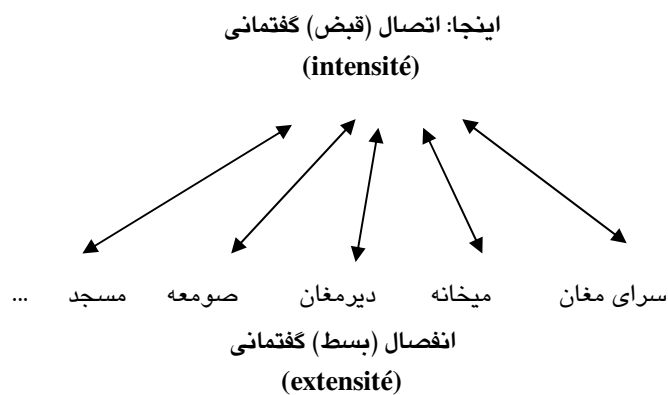 اینجا: اتصال (قبض) گفتمانی
(intensité)
سرای مغان میخانه دیرمغان صومعه مسجد ...
انفصال (بسط) گفتمانی
(extensité)